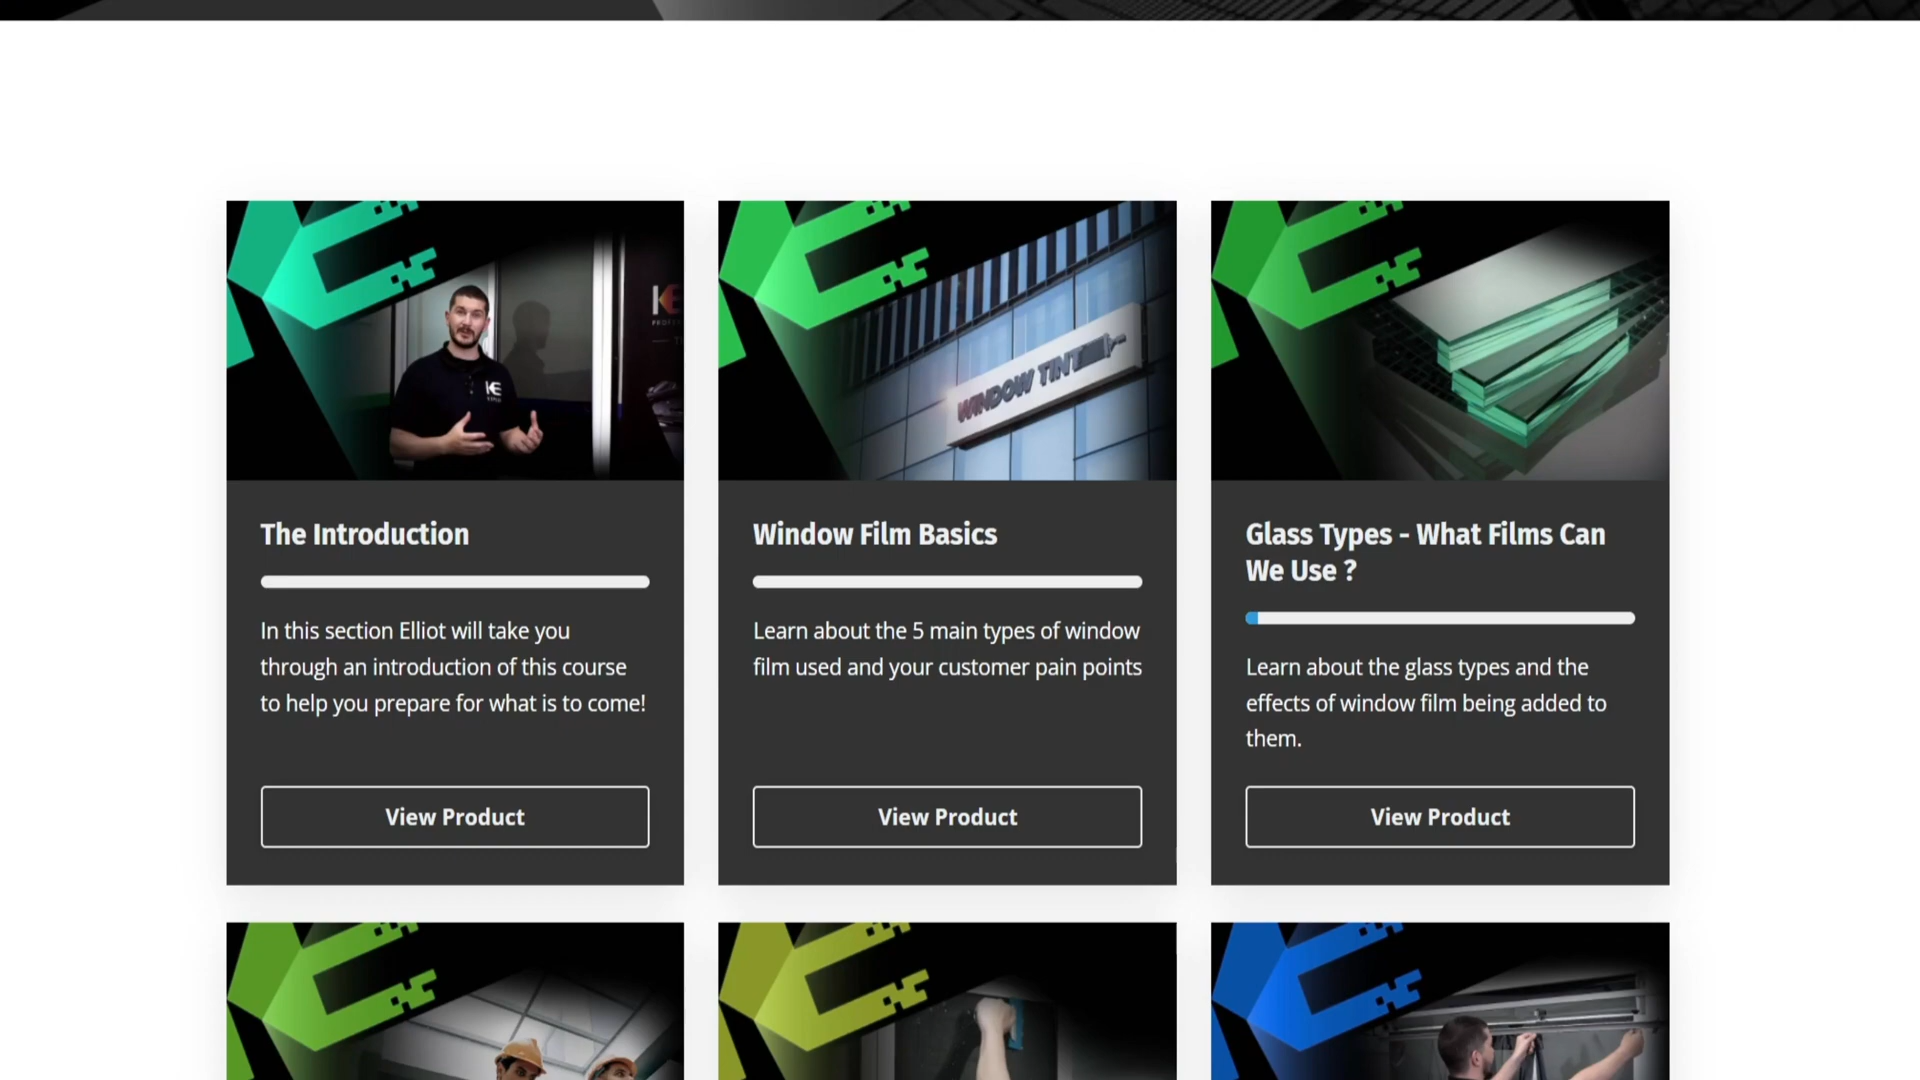 WINDOW TINT
The Introduction
In this section Elliot will take you
through an introduction of this course
to help you prepare for what is to come!
View Product
Window Film Basics
Learn about the 5 main types of window
film used and your customer pain points
View Product
Glass Types - What Films Can
We Use ?
Learn about the glass types and the
effects of window film being added to
them.
View Product